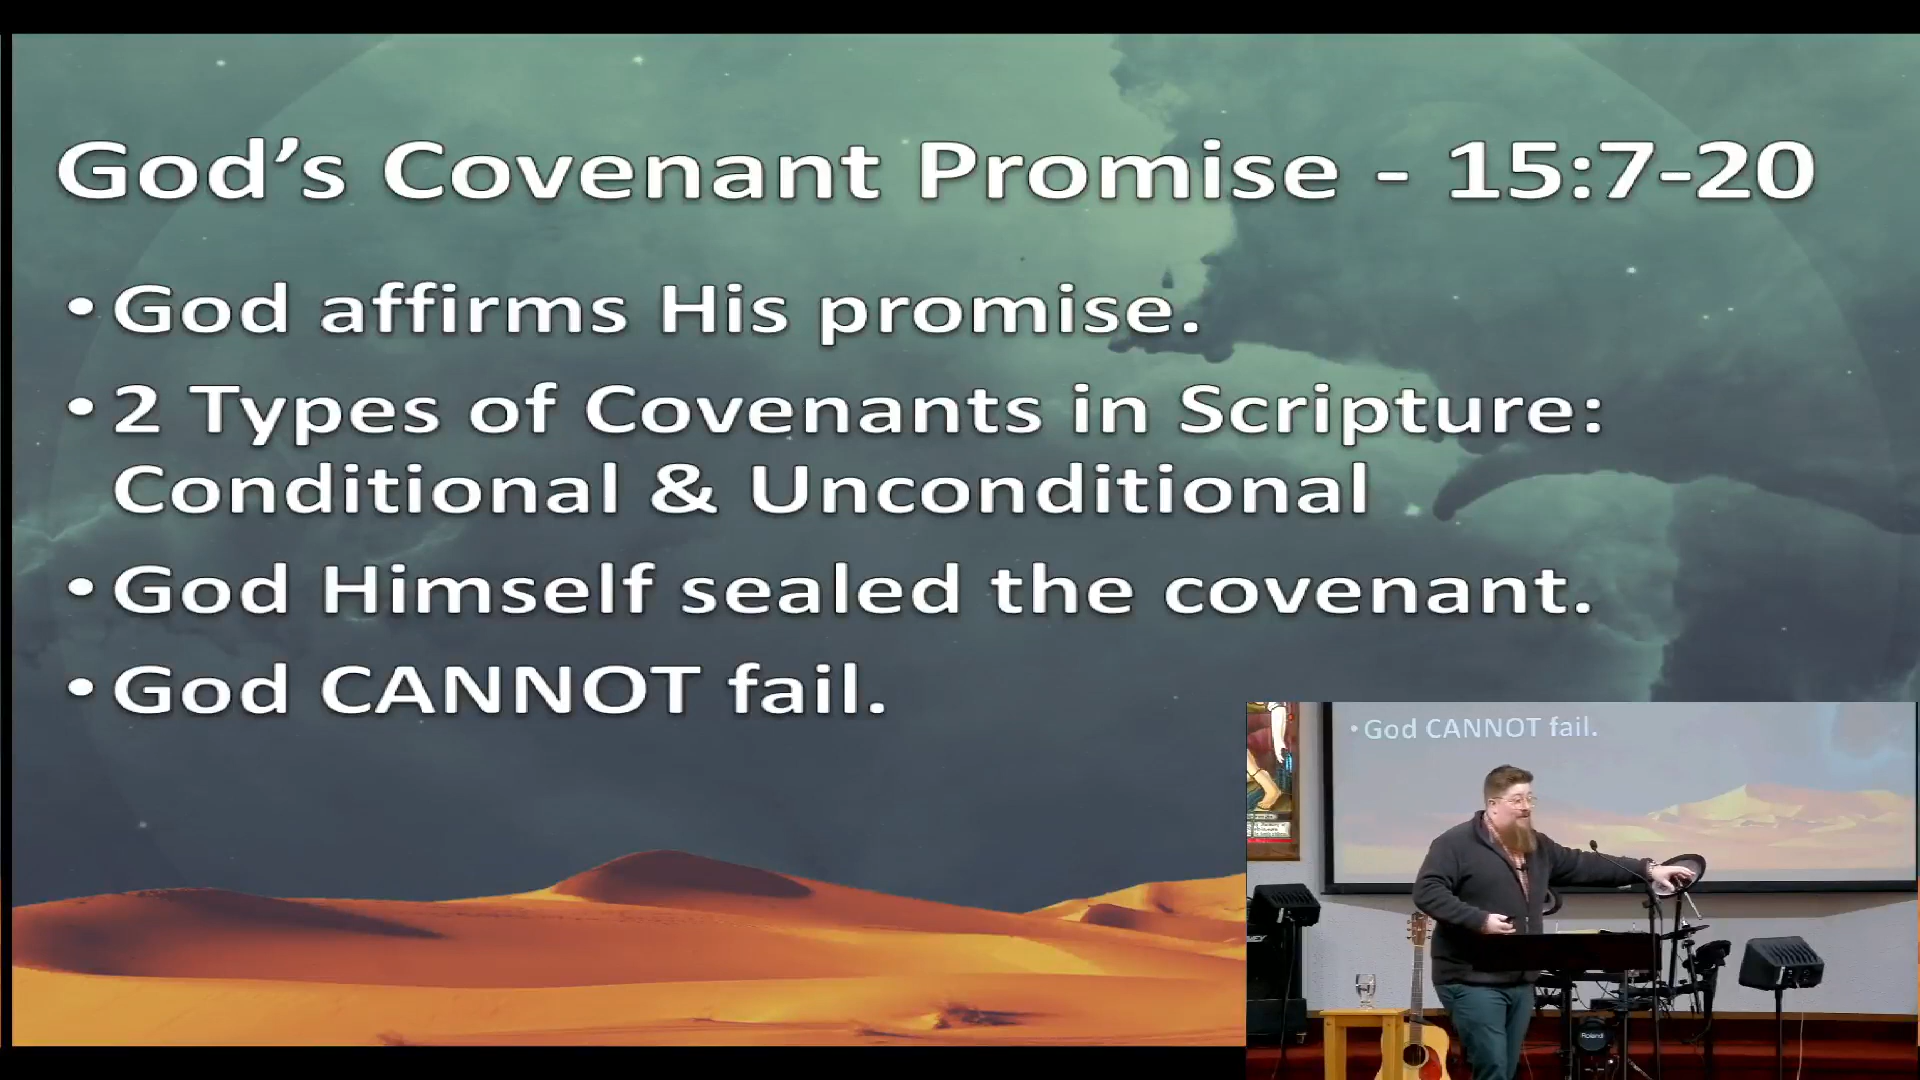 God’s Covenant Promise - 15:7-20
• God affirms His promise.
• 2 Types of Covenants in Scripture:
Conditional & Unconditional
• God Himself sealed the covenant.
• God CANNOT fail.
• God CANNOT fail.
Roland